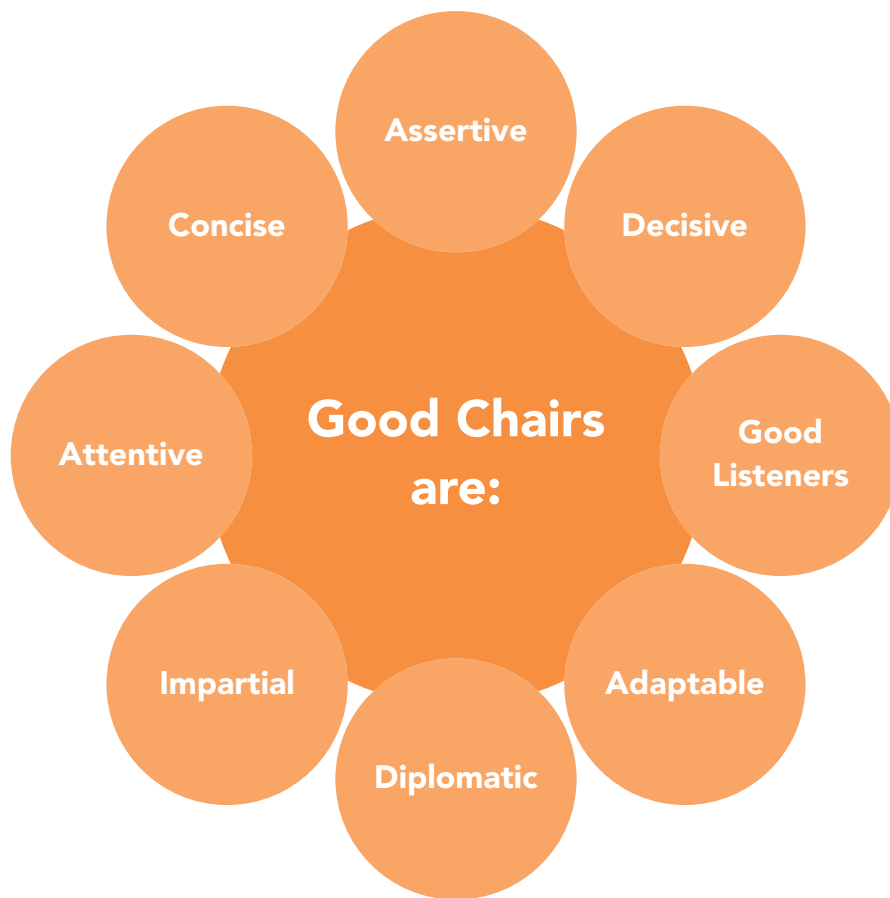 Good Chairs
are:
Assertive
Decisive
Good
Listeners
Adaptable
Diplomatic
Impartial
Attentive
Concise